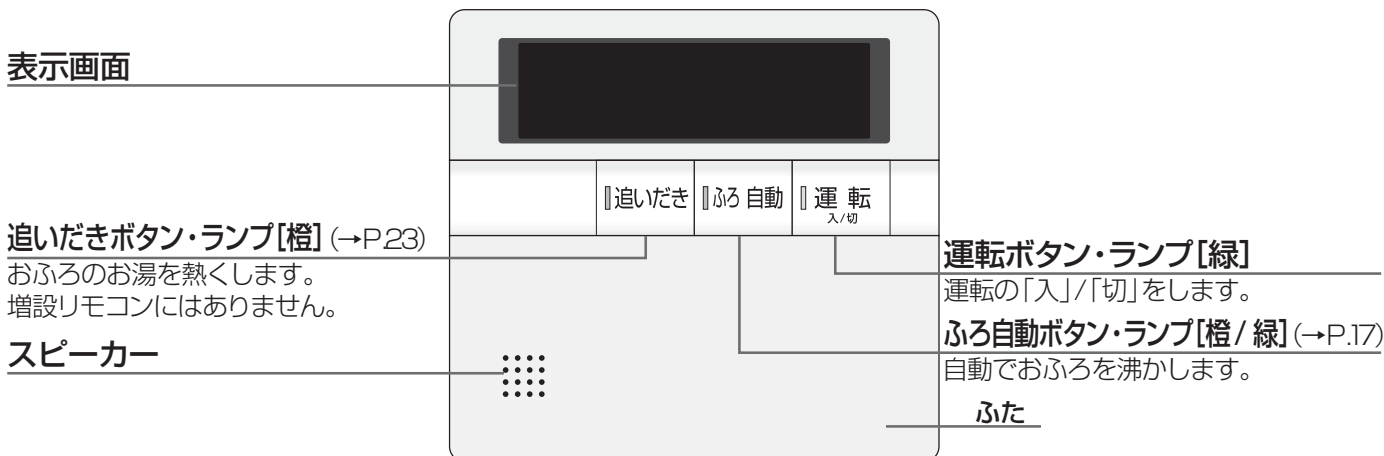 表示画面
追いだき ふろ 自動 運 転
入/切
追いだきボタン・ランプ[橙](→P.23)
おふろのお湯を熱くします。
増設リモコンにはありません。
スピーカー
運転ボタン・ランプ[緑]
運転の「入」/「切」をします。
ふろ自動ボタン・ランプ[橙/緑](→P.17)
自動でおふろを沸かします。
ふた